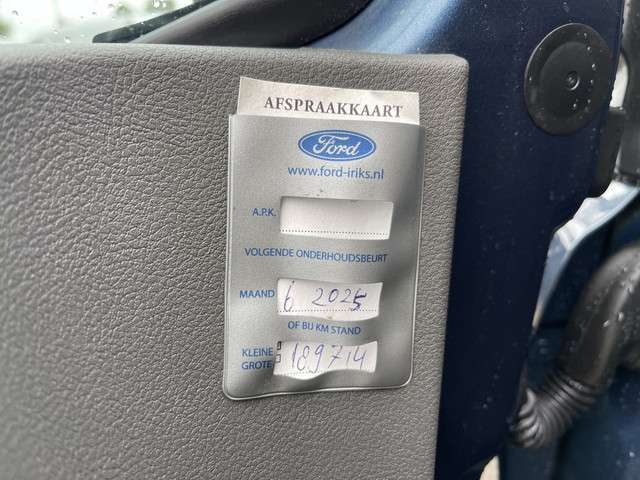 AFSPRAAKKAART
Ford
www.ford-iriks.nl
A.P.K.
VOLGENDE ONDERHOUDSBEURT
MAAND 6 2025
OF BIJ KM STAND
KLEINE
GROTE
189714